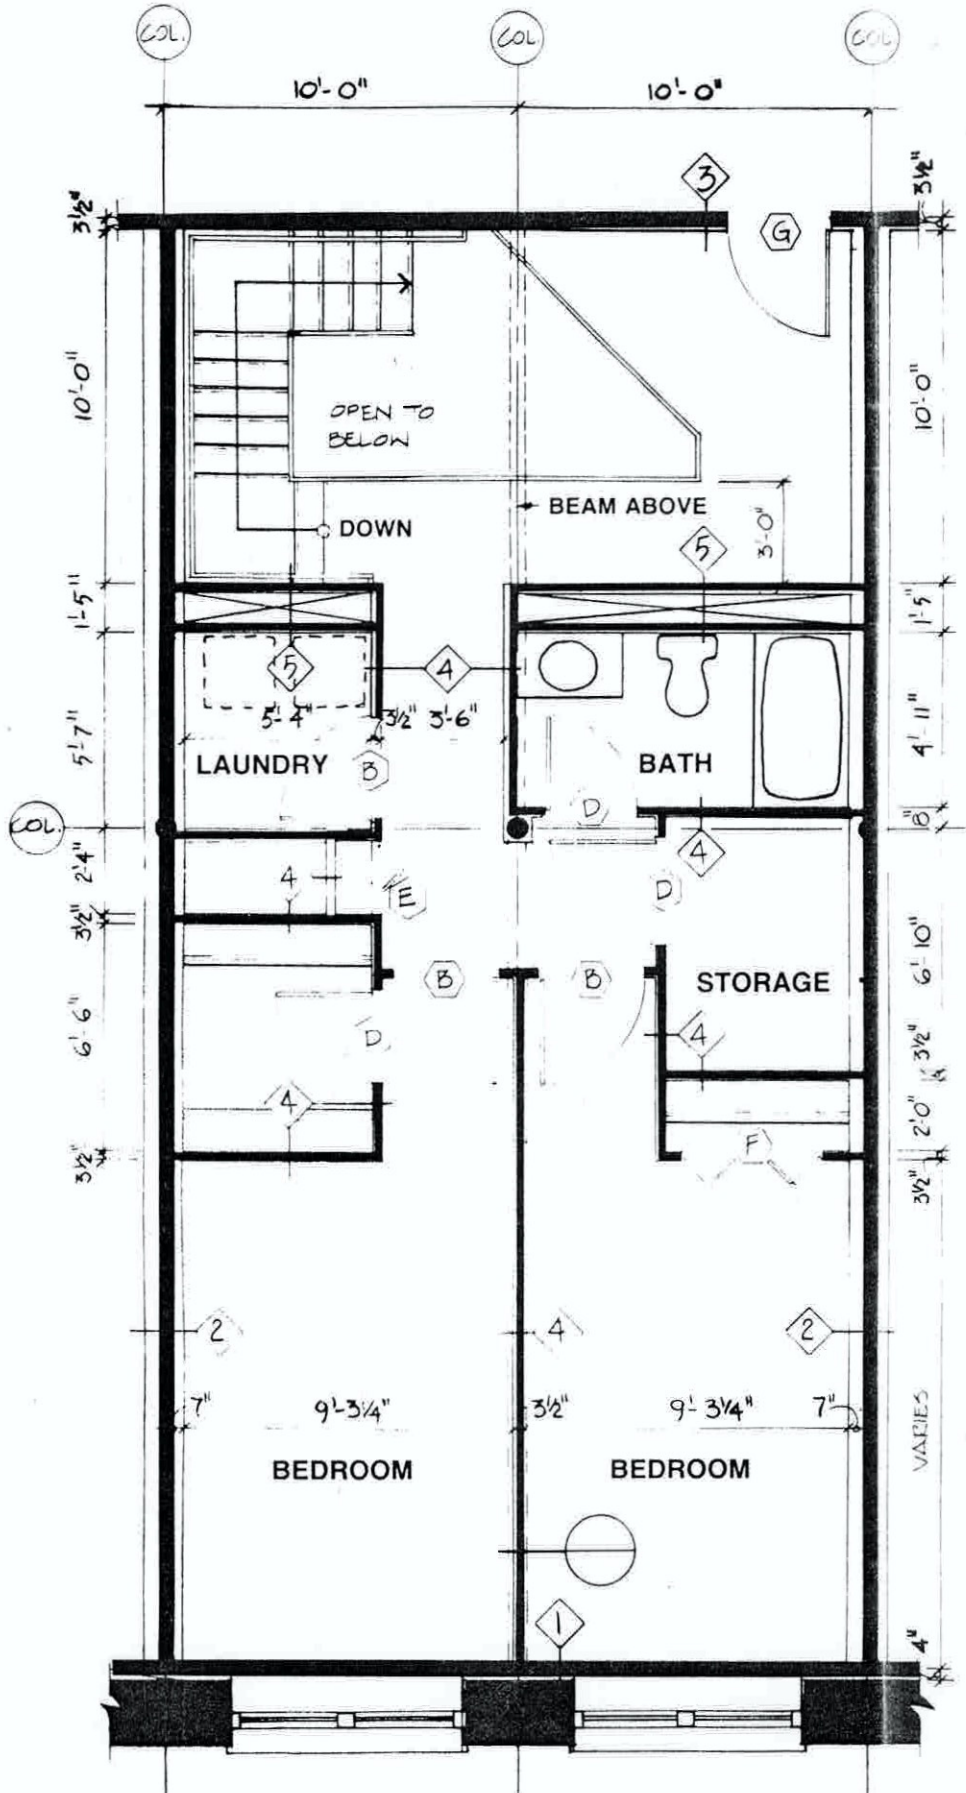 COL. COL. COL.
10'-0" 10'-0"
3
3½" 3½"
G
10'-0" 10'-0"
OPEN TO
BELOW
BEAM ABOVE
DOWN
3'-0"
5
1'-5" 1'-5"
5 4
5'-4" 3½" 3'-6"
5'-7" 4'-11"
LAUNDRY B BATH
D
COL. 8"
4
2'-4" 4 E D
3½" 6'-10"
B B STORAGE
6'-6" D 4 3½"
4 2'-0"
F
3½" 3½"
2 4 2
7" 9'-3¼" 3½" 9'-3¼" 7"
VARIES
BEDROOM BEDROOM
1
4"